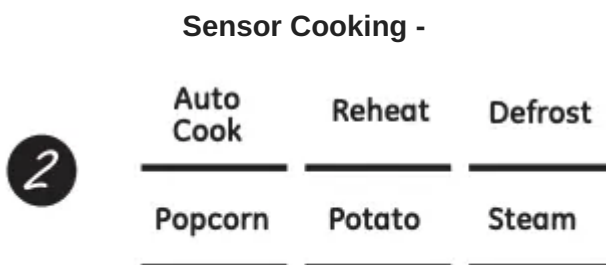 Sensor Cooking -
Auto
Cook
Reheat
Defrost
2
Popcorn
Potato
Steam